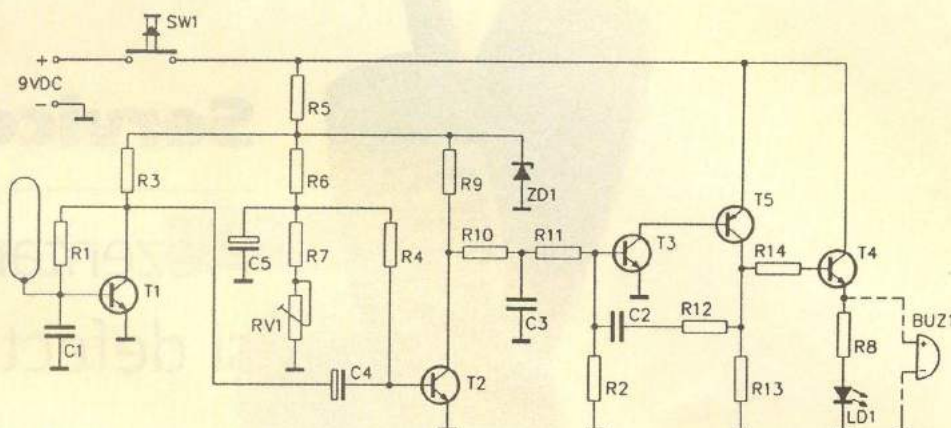 SW1
+
9VDC
-
R5
R3
R6
R9
ZD1
R1
C5
R7
R4
R10
R11
T3
T5
R14
T4
T1
RV1
C3
C2
R12
BUZ1
C1
C4
T2
R2
R13
R8
LD1
+
-